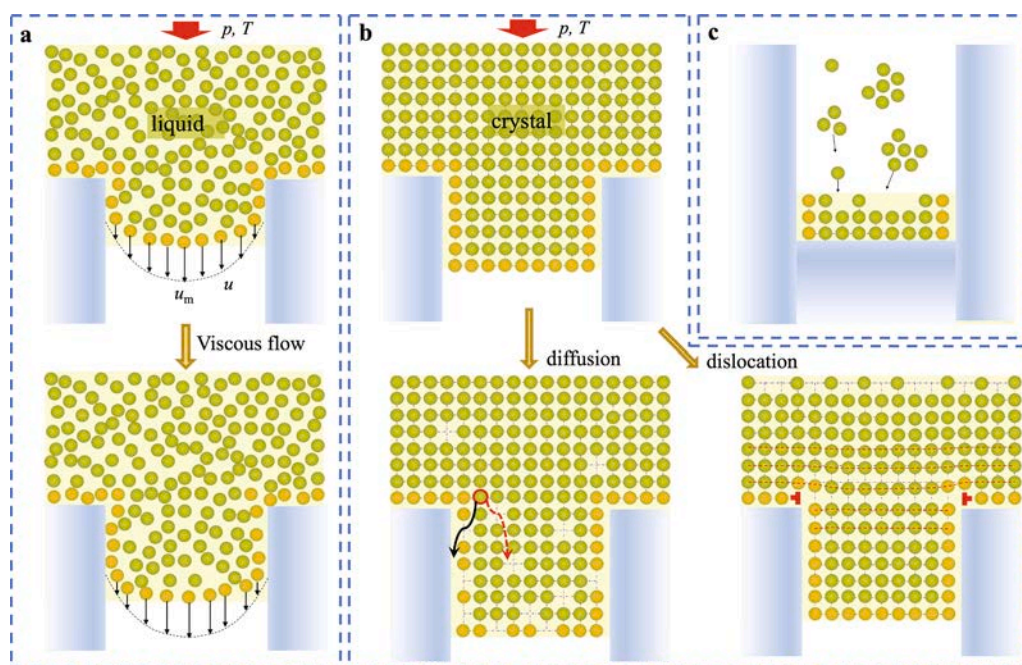 a
p, T
liquid
u_m
u
Viscous flow
b
p, T
crystal
diffusion
dislocation
c